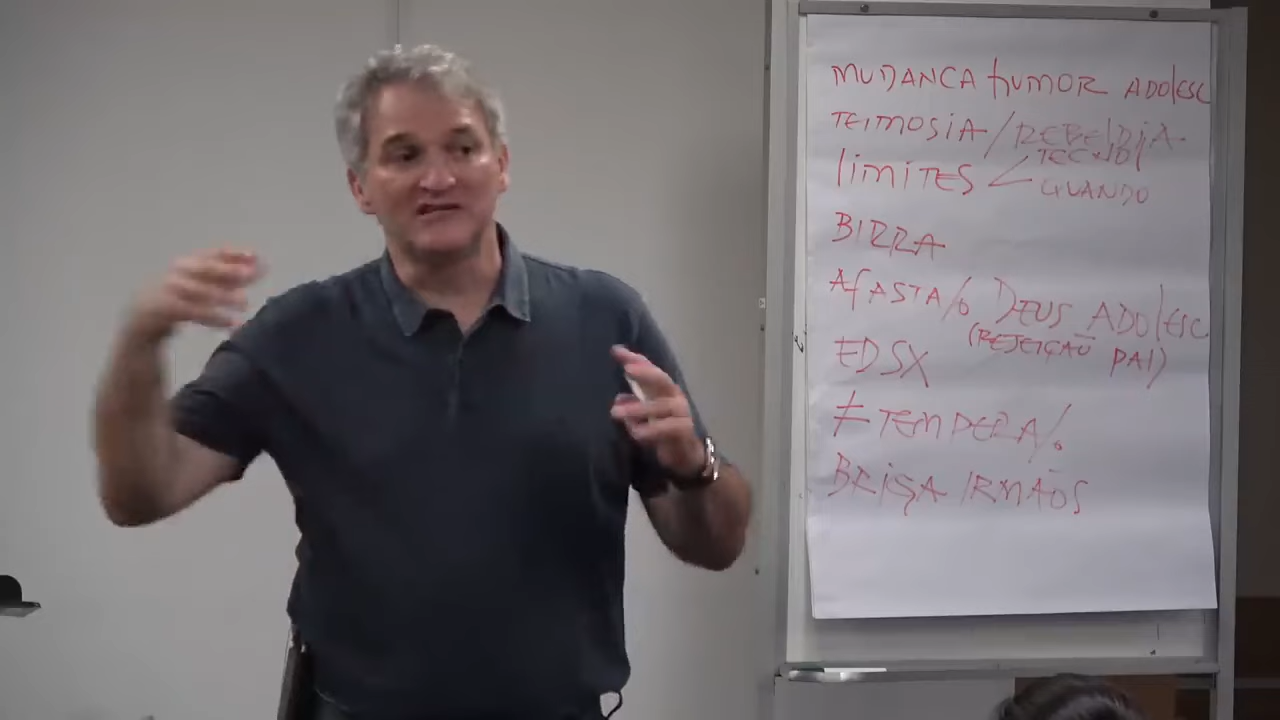 MUDANCA HUMOR ADOLESC
TEIMOSIA / REBELDIA
LIMITES < TECNO
QUANDO
BIRRA
AFASTA/o DEUS ADOLESC
(REJEIÇÃO PAI)
EDSX
≠ TEMPERA/o
BRIGA IRMÃOS